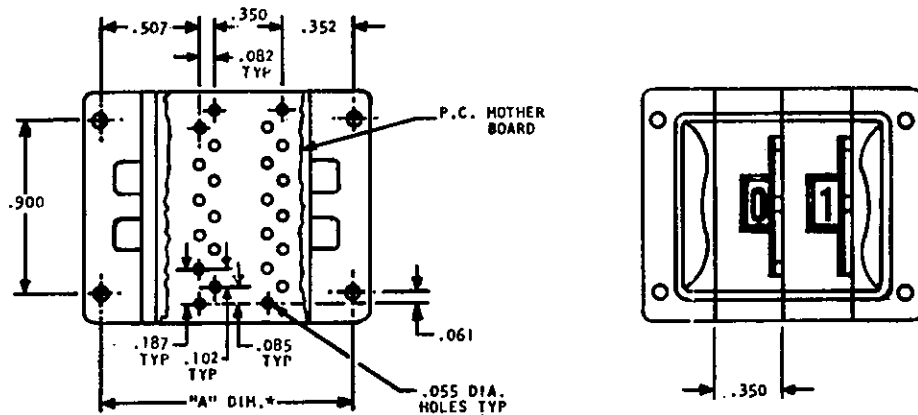 .507
.350
.352
.082
TYP
P.C. MOTHER
BOARD
.900
0
1
.187
TYP
.102
TYP
.085
TYP
.061
"A" DIM.*
.055 DIA.
HOLES TYP
.350